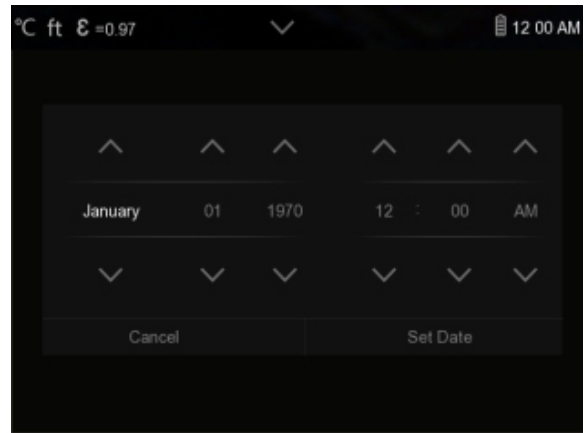 °C ft ε =0.97 12 00 AM
January 01 1970 12 : 00 AM
Cancel Set Date